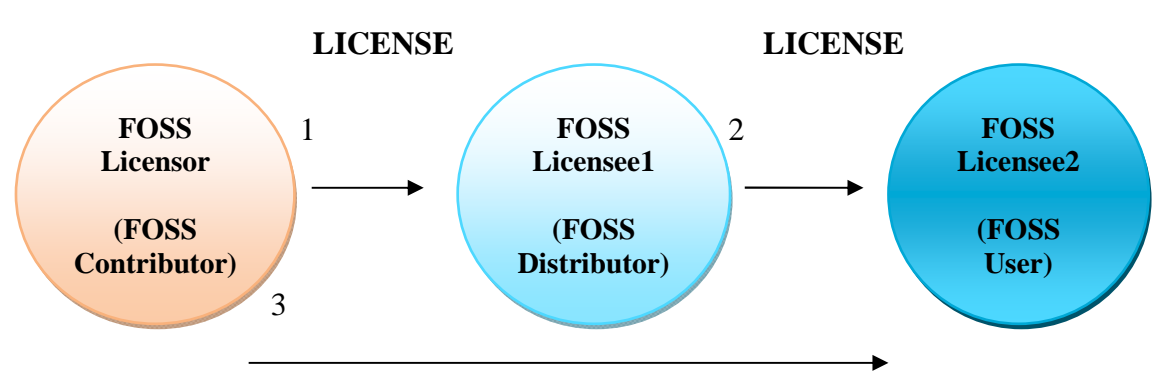 LICENSE
LICENSE
FOSS
Licensor
(FOSS
Contributor)
1
FOSS
Licensee1
(FOSS
Distributor)
2
FOSS
Licensee2
(FOSS
User)
3